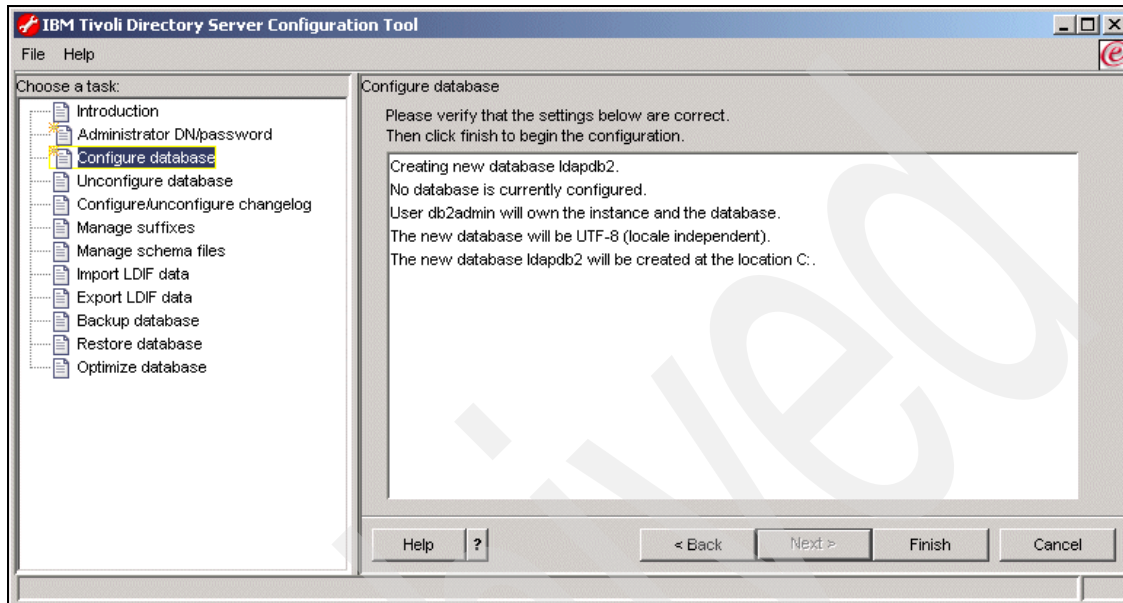 IBM Tivoli Directory Server Configuration Tool
File Help
Choose a task:
Introduction
Administrator DN/password
Configure database
Unconfigure database
Configure/unconfigure changelog
Manage suffixes
Manage schema files
Import LDIF data
Export LDIF data
Backup database
Restore database
Optimize database
Configure database
Please verify that the settings below are correct.
Then click finish to begin the configuration.
Creating new database ldapdb2.
No database is currently configured.
User db2admin will own the instance and the database.
The new database will be UTF-8 (locale independent).
The new database ldapdb2 will be created at the location C:.
Help ? < Back Next > Finish Cancel